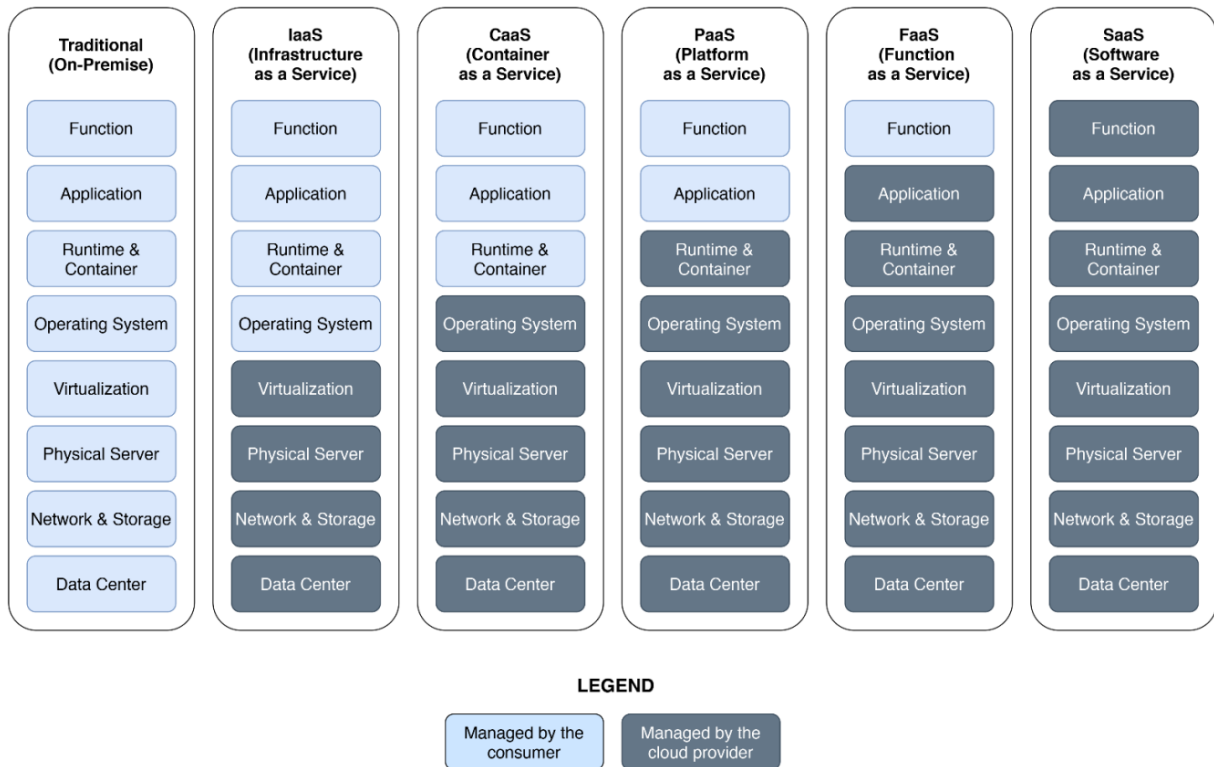 Traditional
(On-Premise)
Function
Application
Runtime &
Container
Operating System
Virtualization
Physical Server
Network & Storage
Data Center
IaaS
(Infrastructure
as a Service)
Function
Application
Runtime &
Container
Operating System
Virtualization
Physical Server
Network & Storage
Data Center
CaaS
(Container
as a Service)
Function
Application
Runtime &
Container
Operating System
Virtualization
Physical Server
Network & Storage
Data Center
PaaS
(Platform
as a Service)
Function
Application
Runtime &
Container
Operating System
Virtualization
Physical Server
Network & Storage
Data Center
FaaS
(Function
as a Service)
Function
Application
Runtime &
Container
Operating System
Virtualization
Physical Server
Network & Storage
Data Center
SaaS
(Software
as a Service)
Function
Application
Runtime &
Container
Operating System
Virtualization
Physical Server
Network & Storage
Data Center
LEGEND
Managed by the
consumer
Managed by the
cloud provider